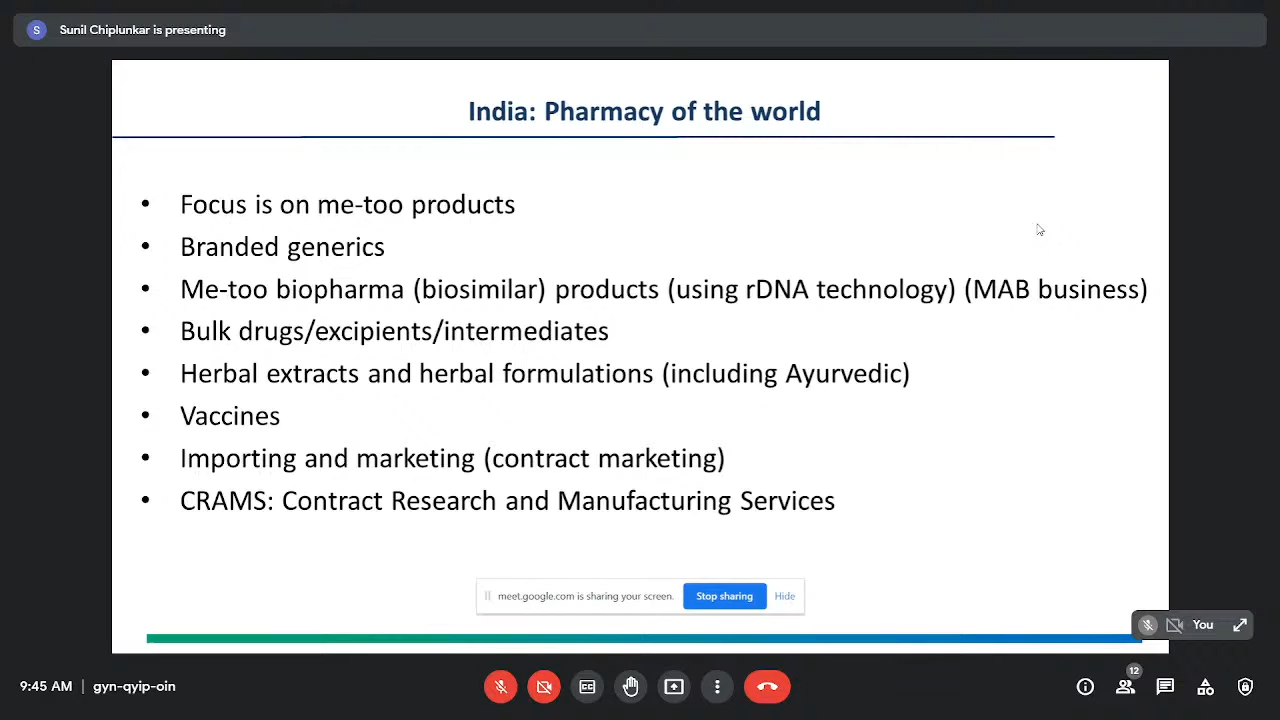 S Sunil Chiplunkar is presenting
India: Pharmacy of the world
• Focus is on me-too products
• Branded generics
• Me-too biopharma (biosimilar) products (using rDNA technology) (MAB business)
• Bulk drugs/excipients/intermediates
• Herbal extracts and herbal formulations (including Ayurvedic)
• Vaccines
• Importing and marketing (contract marketing)
• CRAMS: Contract Research and Manufacturing Services
meet.google.com is sharing your screen. Stop sharing Hide
You
9:45 AM | gyn-qyip-oin
12